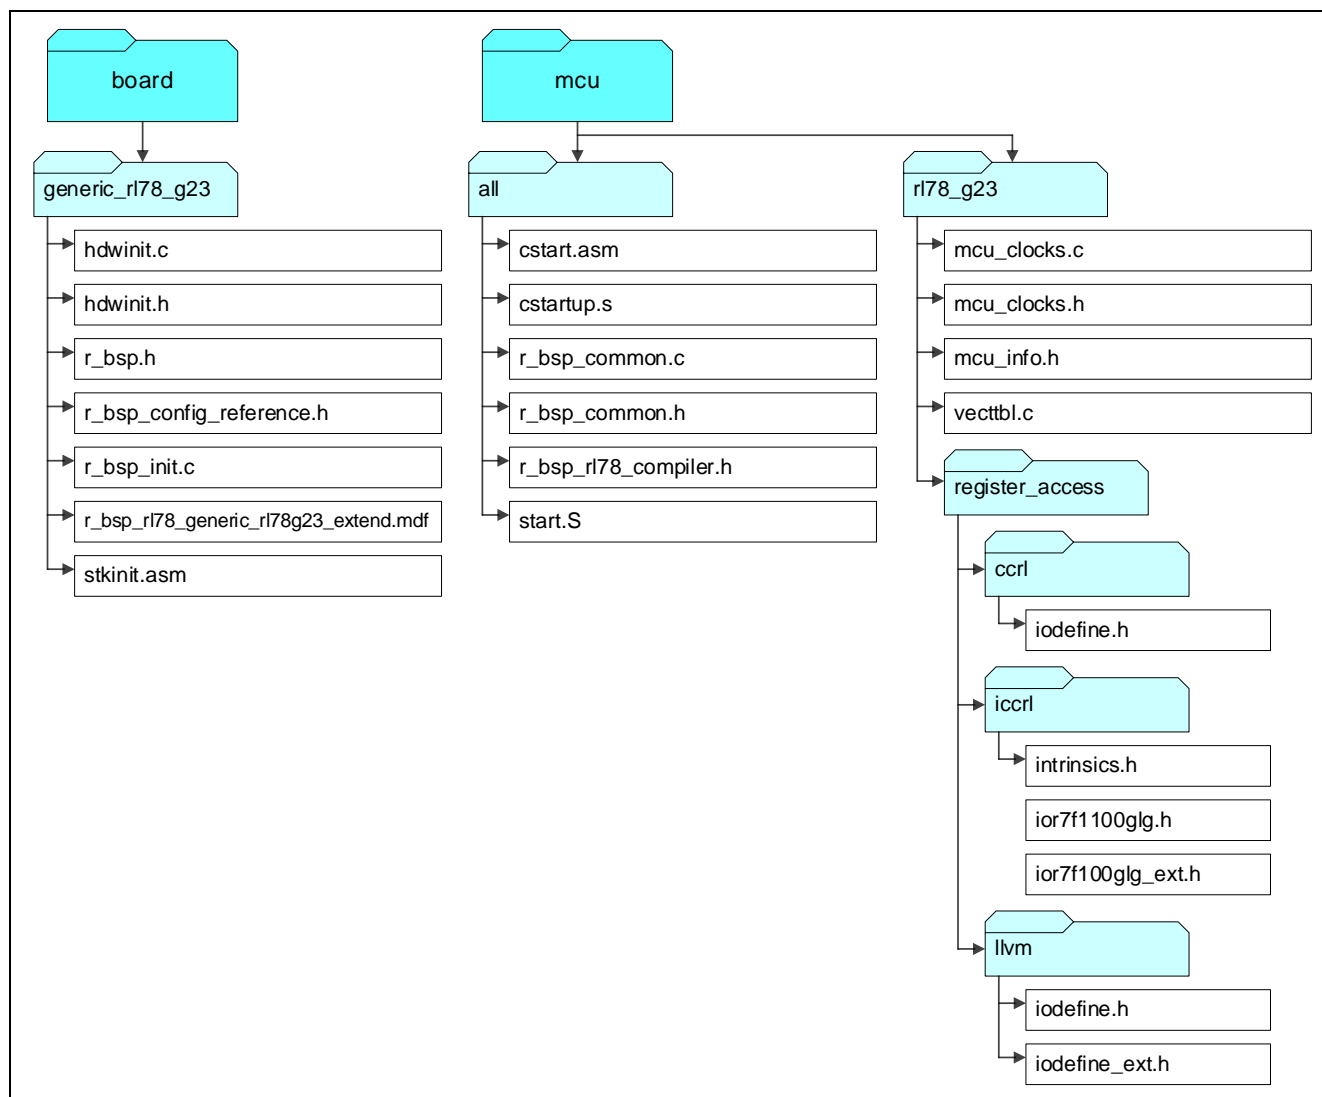 board
generic_rl78_g23
hdwinit.c
hdwinit.h
r_bsp.h
r_bsp_config_reference.h
r_bsp_init.c
r_bsp_rl78_generic_rl78g23_extend.mdf
stkinit.asm
mcu
all
cstart.asm
cstartup.s
r_bsp_common.c
r_bsp_common.h
r_bsp_rl78_compiler.h
start.S
rl78_g23
mcu_clocks.c
mcu_clocks.h
mcu_info.h
vecttbl.c
register_access
ccrl
iodefine.h
iccrl
intrinsics.h
ior7f1100glg.h
ior7f100glg_ext.h
llvm
iodefine.h
iodefine_ext.h